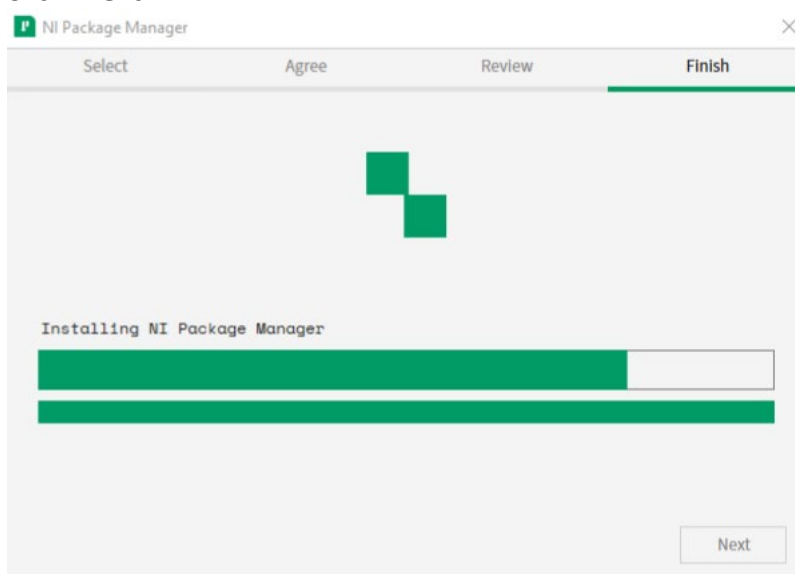 NI Package Manager
Select Agree Review Finish
Installing NI Package Manager
Next